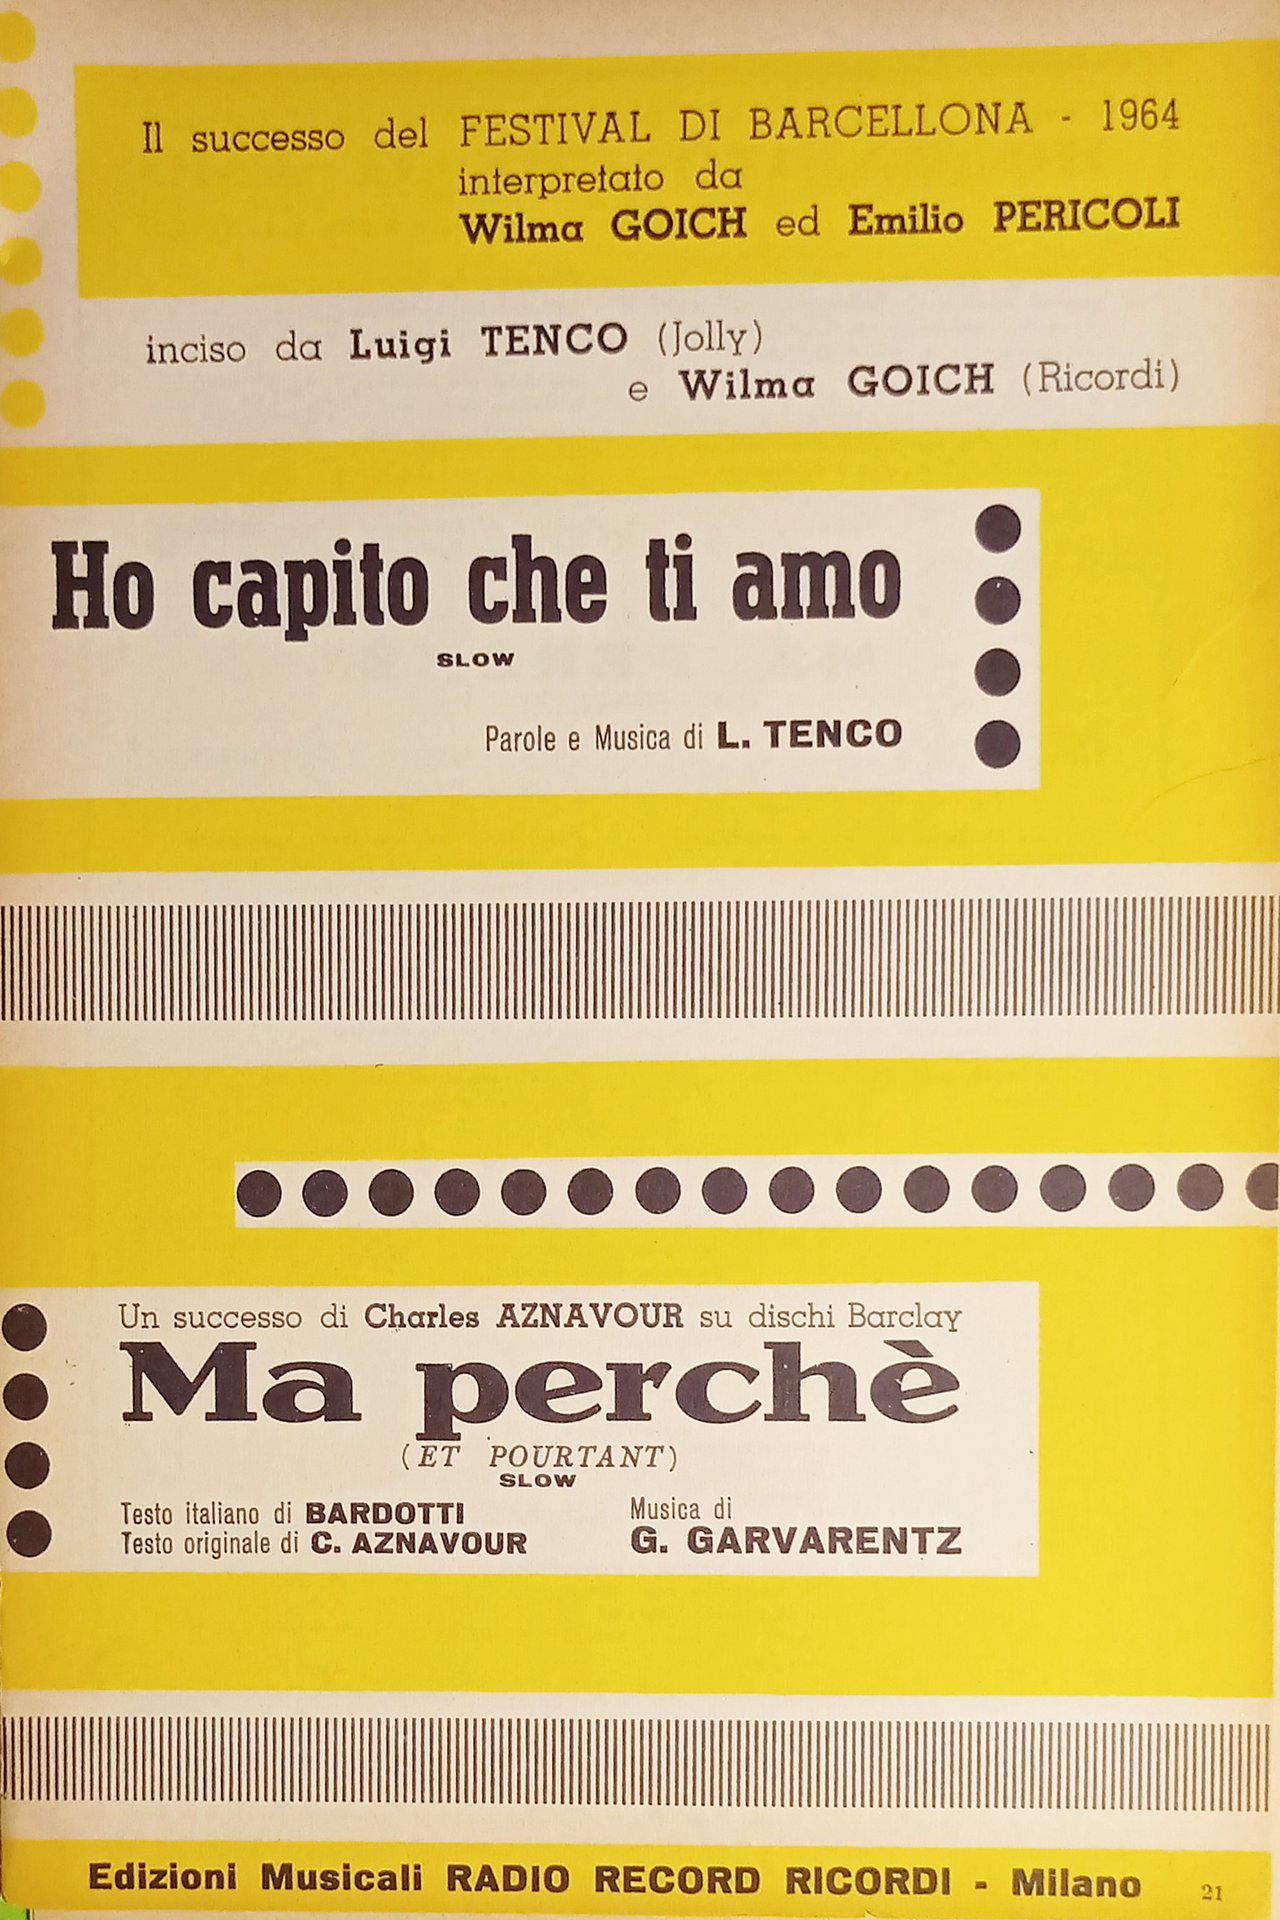 Il successo del FESTIVAL DI BARCELLONA - 1964
interpretato da
Wilma GOICH ed Emilio PERICOLI
inciso da Luigi TENCO (Jolly)
e Wilma GOICH (Ricordi)
Ho capito che ti amo
SLOW
Parole e Musica di L. TENCO
Un successo di Charles AZNAVOUR su dischi Barclay
Ma perchè
(ET POURTANT)
SLOW
Testo italiano di BARDOTTI
Testo originale di C. AZNAVOUR
Musica di
G. GARVARENTZ
Edizioni Musicali RADIO RECORD RICORDI - Milano
21